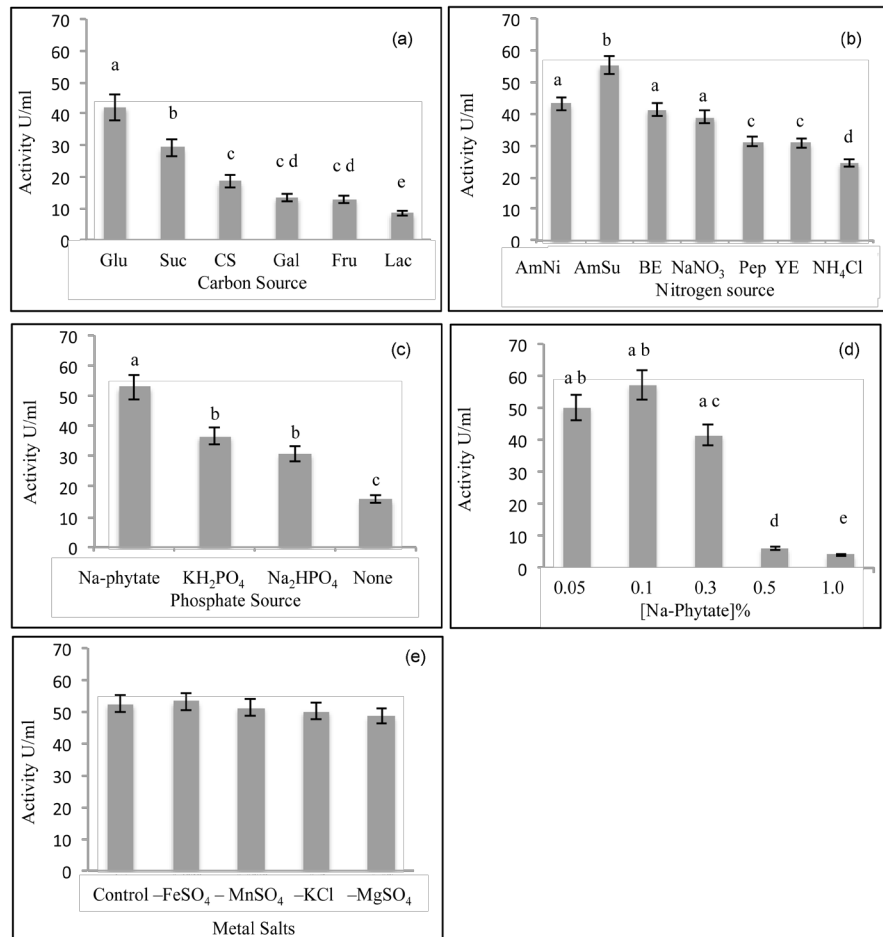 (a)
Activity U/ml
70
60
50
40
30
20
10
0
a
b
c
c d
c d
e
Glu Suc CS Gal Fru Lac
Carbon Source
(b)
Activity U/ml
70
60
50
40
30
20
10
0
a
b
a
a
c
c
d
AmNi AmSu BE NaNO₃ Pep YE NH₄Cl
Nitrogen source
(c)
Activity U/ml
70
60
50
40
30
20
10
0
a
b
b
c
Na-phytate KH₂PO₄ Na₂HPO₄ None
Phosphate Source
(d)
Activity U/ml
70
60
50
40
30
20
10
0
a b
a b
a c
d
e
0.05 0.1 0.3 0.5 1.0
[Na-Phytate]%
(e)
Activity U/ml
70
60
50
40
30
20
10
0
Control –FeSO₄ – MnSO₄ –KCl –MgSO₄
Metal Salts